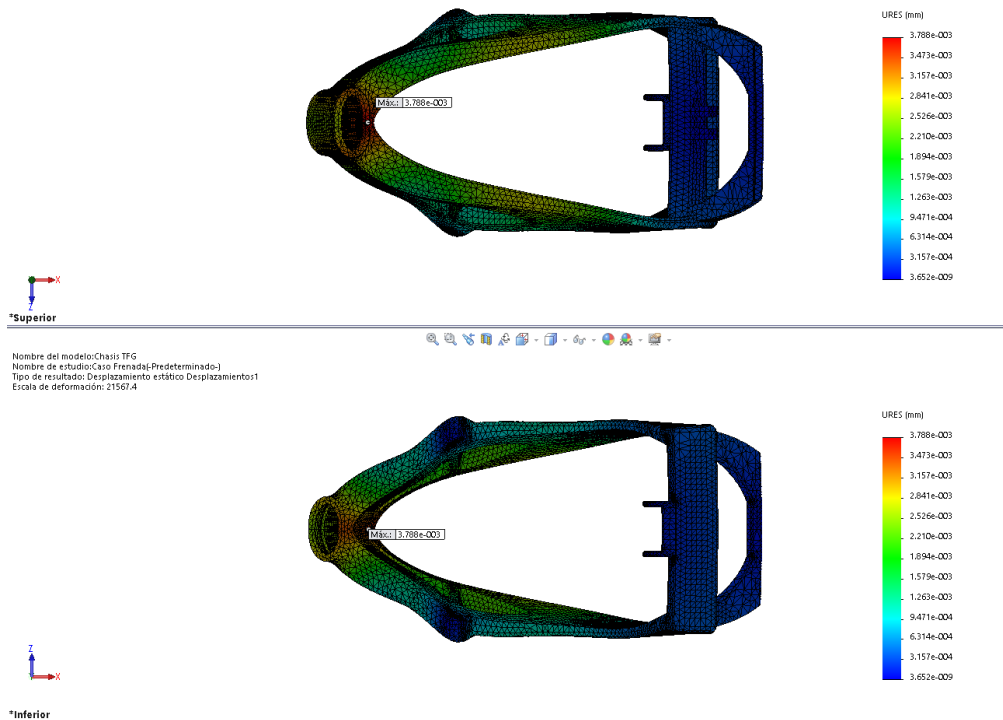 URES (mm)
3.788e-003
3.473e-003
3.157e-003
2.841e-003
2.526e-003
2.210e-003
1.894e-003
1.579e-003
1.263e-003
9.471e-004
6.314e-004
3.157e-004
3.652e-009
Máx.: 3.788e-003
X
Z
*Superior
Nombre del modelo:Chasis TFG
Nombre de estudio:Caso Frenada(-Predeterminado-)
Tipo de resultado: Desplazamiento estático Desplazamientos1
Escala de deformación: 21567.4
URES (mm)
3.788e-003
3.473e-003
3.157e-003
2.841e-003
2.526e-003
2.210e-003
1.894e-003
1.579e-003
1.263e-003
9.471e-004
6.314e-004
3.157e-004
3.652e-009
Máx.: 3.788e-003
Z
X
*Inferior